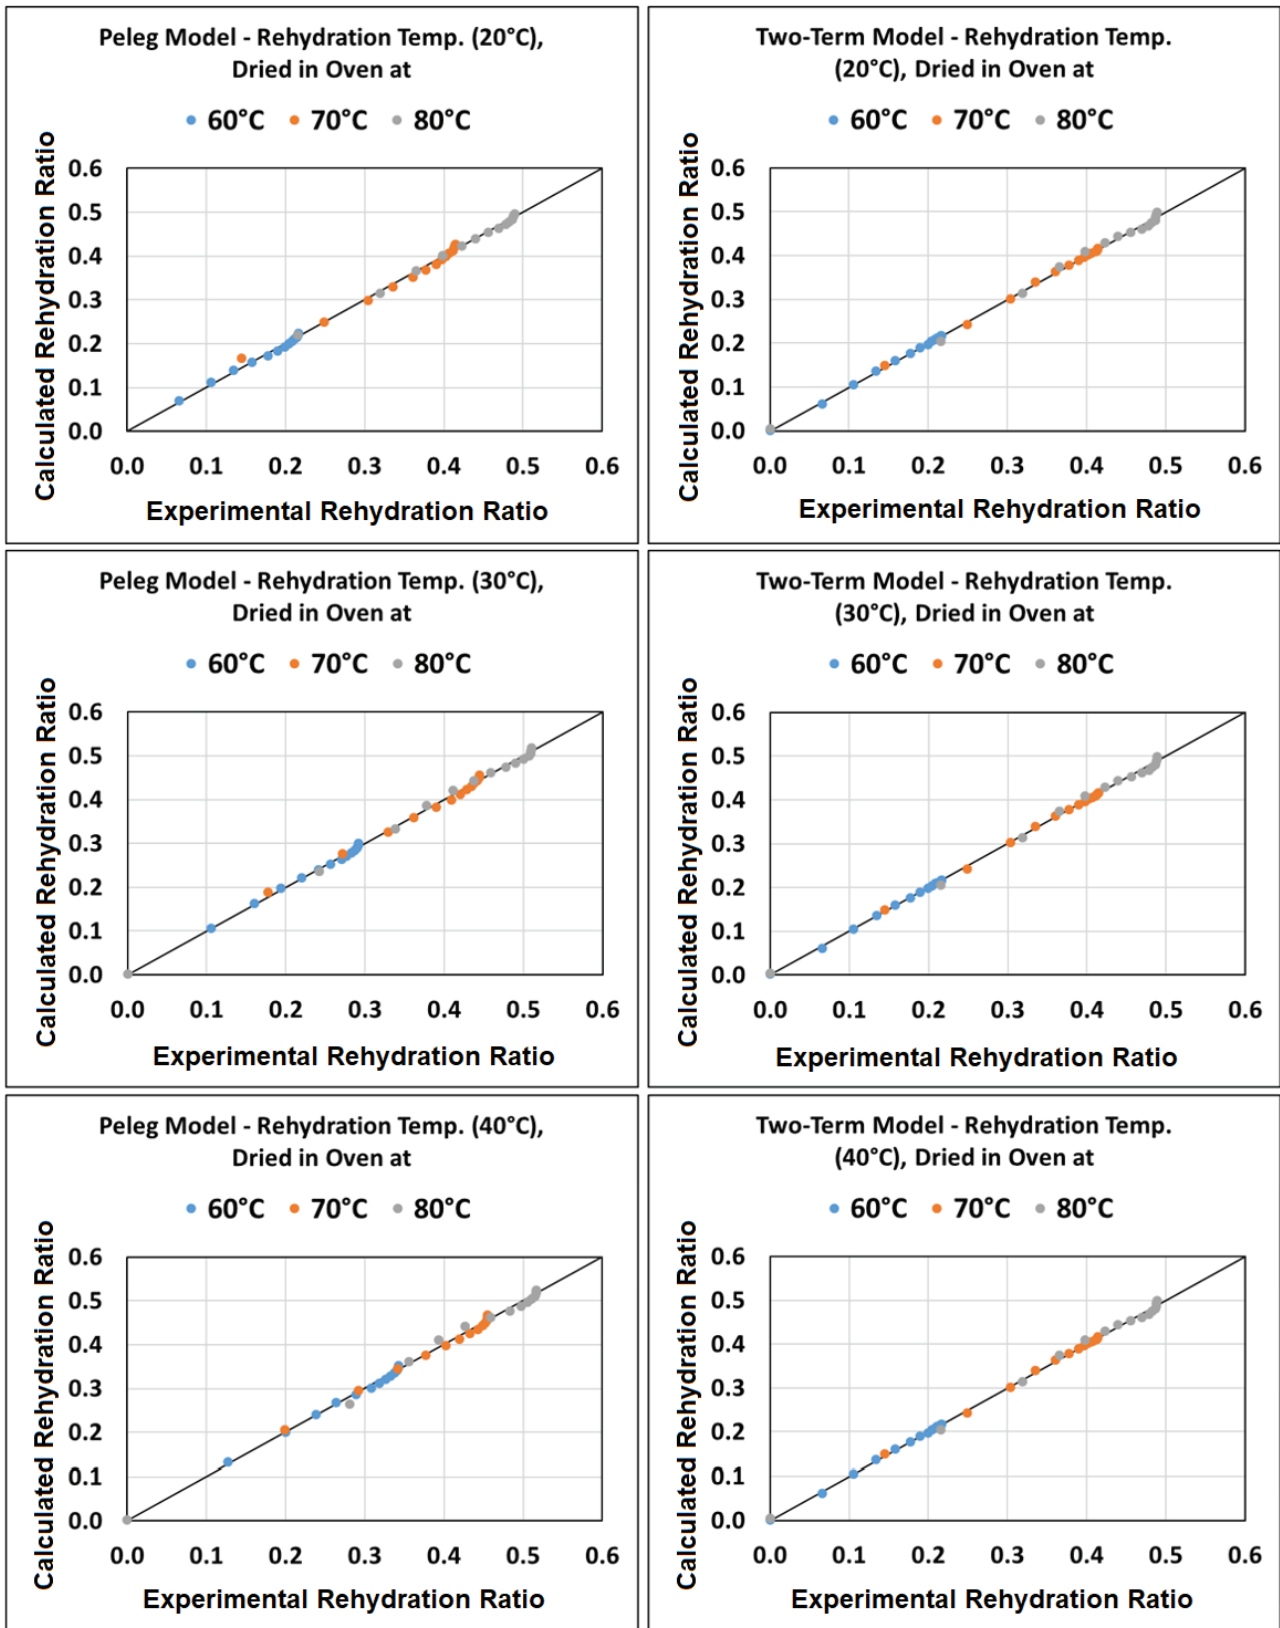 Peleg Model - Rehydration Temp. (20°C),
Dried in Oven at
60°C 70°C 80°C
Calculated Rehydration Ratio
0.6
0.5
0.4
0.3
0.2
0.1
0.0
0.0 0.1 0.2 0.3 0.4 0.5 0.6
Experimental Rehydration Ratio
Two-Term Model - Rehydration Temp.
(20°C), Dried in Oven at
60°C 70°C 80°C
Calculated Rehydration Ratio
0.6
0.5
0.4
0.3
0.2
0.1
0.0
0.0 0.1 0.2 0.3 0.4 0.5 0.6
Experimental Rehydration Ratio
Peleg Model - Rehydration Temp. (30°C),
Dried in Oven at
60°C 70°C 80°C
Calculated Rehydration Ratio
0.6
0.5
0.4
0.3
0.2
0.1
0.0
0.0 0.1 0.2 0.3 0.4 0.5 0.6
Experimental Rehydration Ratio
Two-Term Model - Rehydration Temp.
(30°C), Dried in Oven at
60°C 70°C 80°C
Calculated Rehydration Ratio
0.6
0.5
0.4
0.3
0.2
0.1
0.0
0.0 0.1 0.2 0.3 0.4 0.5 0.6
Experimental Rehydration Ratio
Peleg Model - Rehydration Temp. (40°C),
Dried in Oven at
60°C 70°C 80°C
Calculated Rehydration Ratio
0.6
0.5
0.4
0.3
0.2
0.1
0.0
0.0 0.1 0.2 0.3 0.4 0.5 0.6
Experimental Rehydration Ratio
Two-Term Model - Rehydration Temp.
(40°C), Dried in Oven at
60°C 70°C 80°C
Calculated Rehydration Ratio
0.6
0.5
0.4
0.3
0.2
0.1
0.0
0.0 0.1 0.2 0.3 0.4 0.5 0.6
Experimental Rehydration Ratio